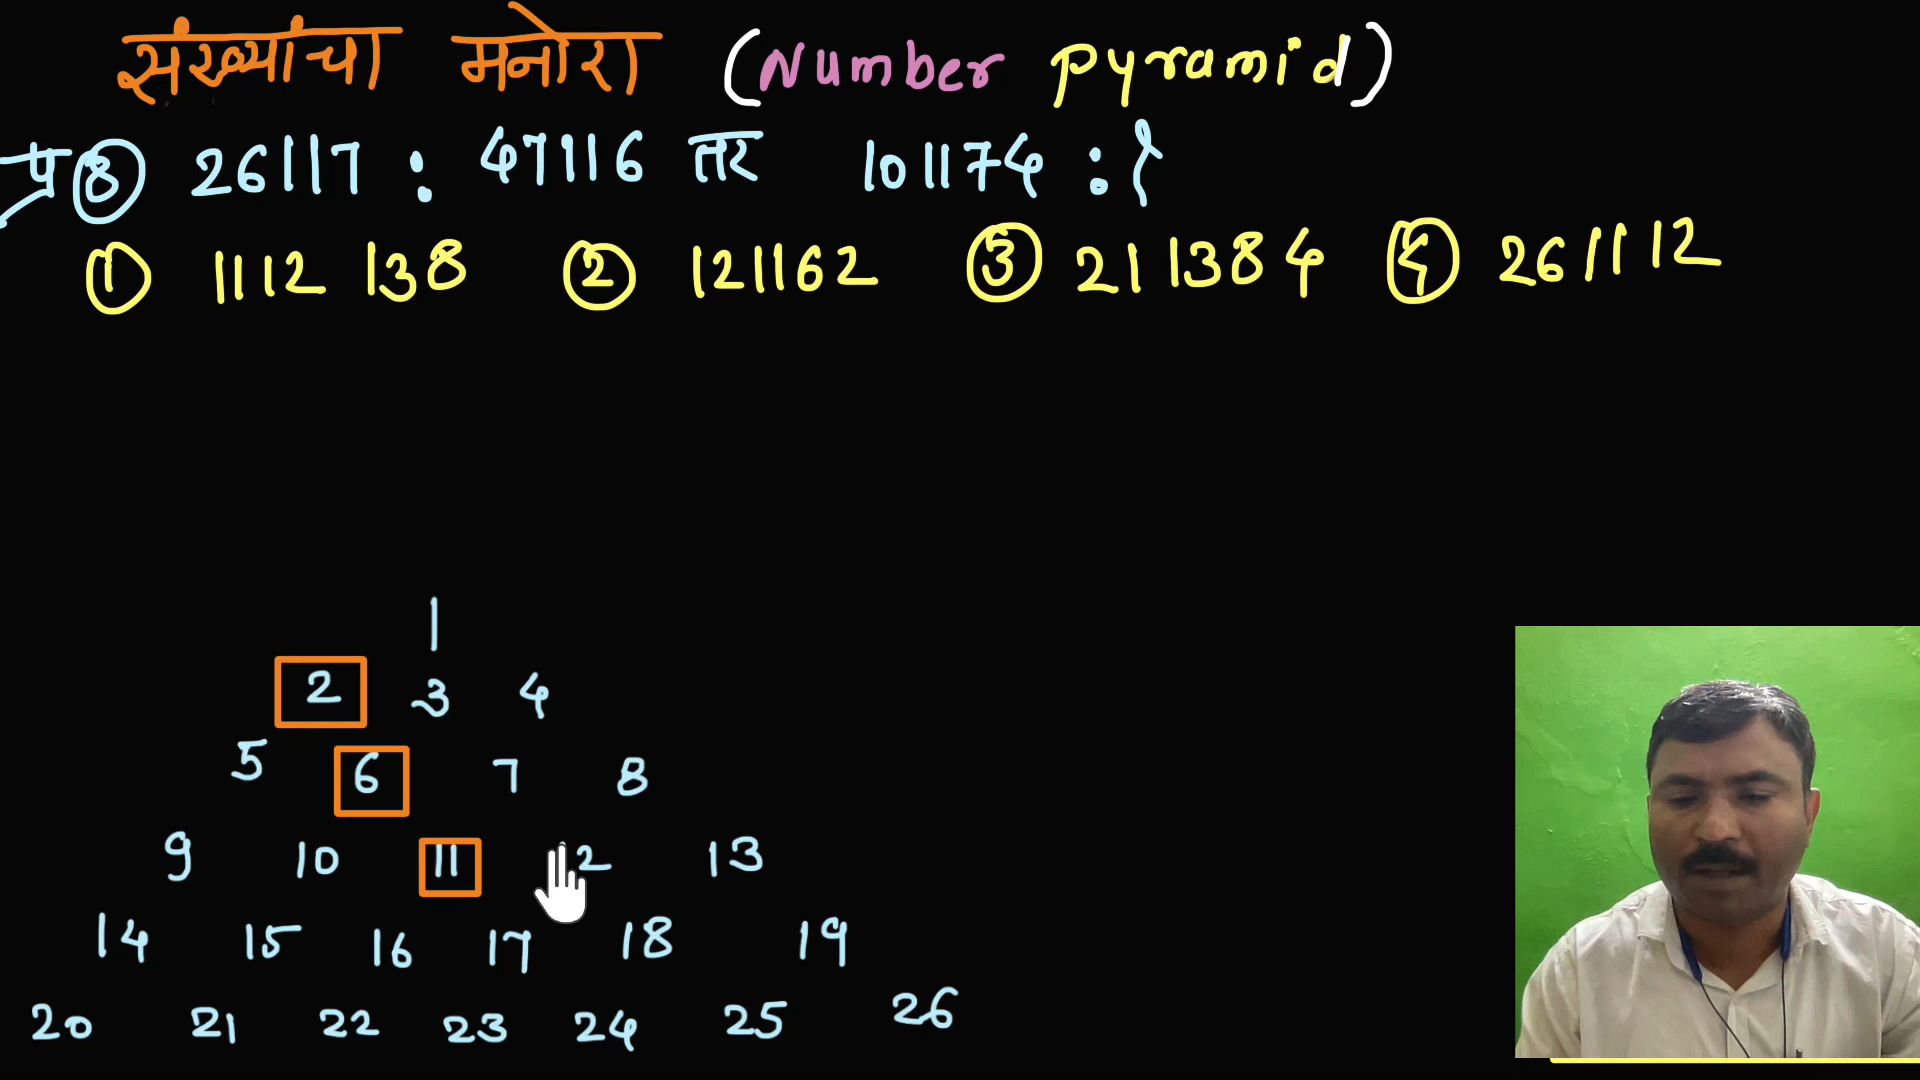 संख्यांचा मनोरा (Number pyramid)
प्र 8 26117 : 47116 तर 101174 : ?
1 1112 138 2 121162 3 211384 4 261112
1
2 3 4
5 6 7 8
9 10 11 12 13
14 15 16 17 18 19
20 21 22 23 24 25 26